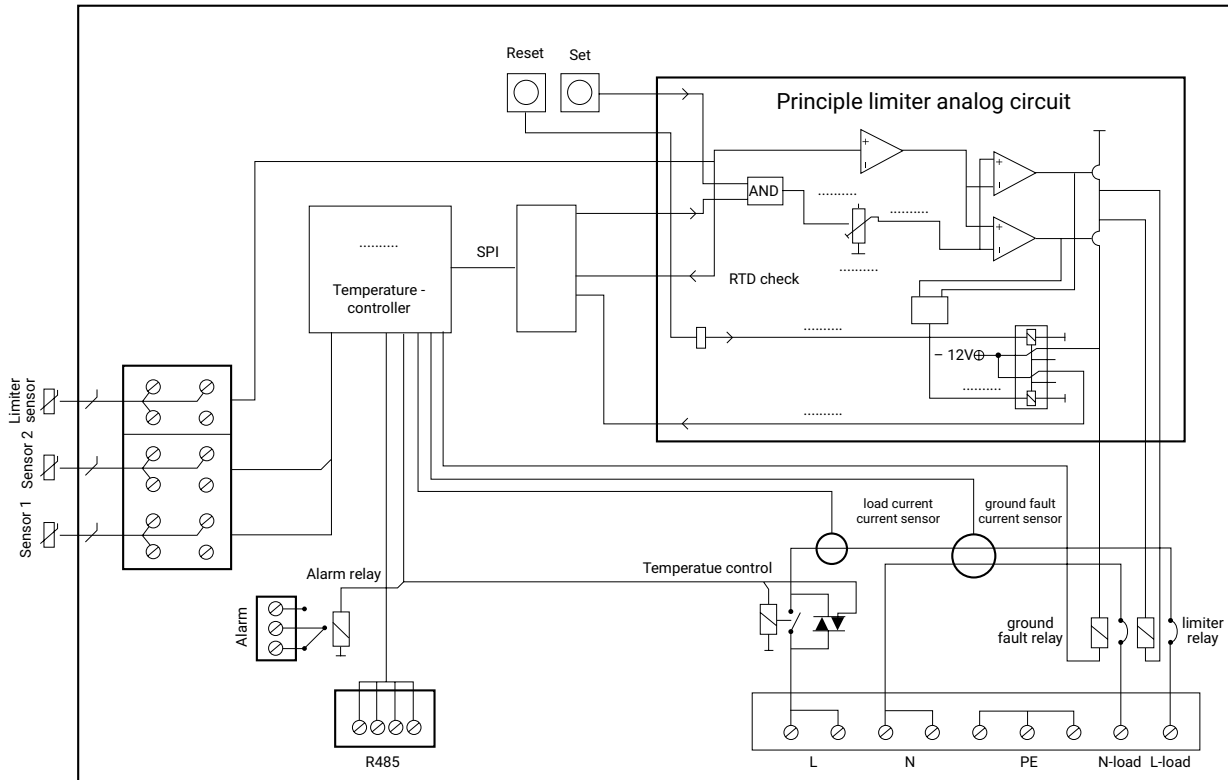 Reset
Set
Principle limiter analog circuit
+
-
+
-
AND
..........
..........
+
-
..........
SPI
Temperature -
controller
RTD check
..........
..........
– 12V
..........
..........
Limiter
sensor
Sensor 2
Sensor 1
load current
current sensor
ground fault
current sensor
Alarm relay
Temperatue control
Alarm
ground
fault relay
limiter
relay
R485
L
N
PE
N-load
L-load